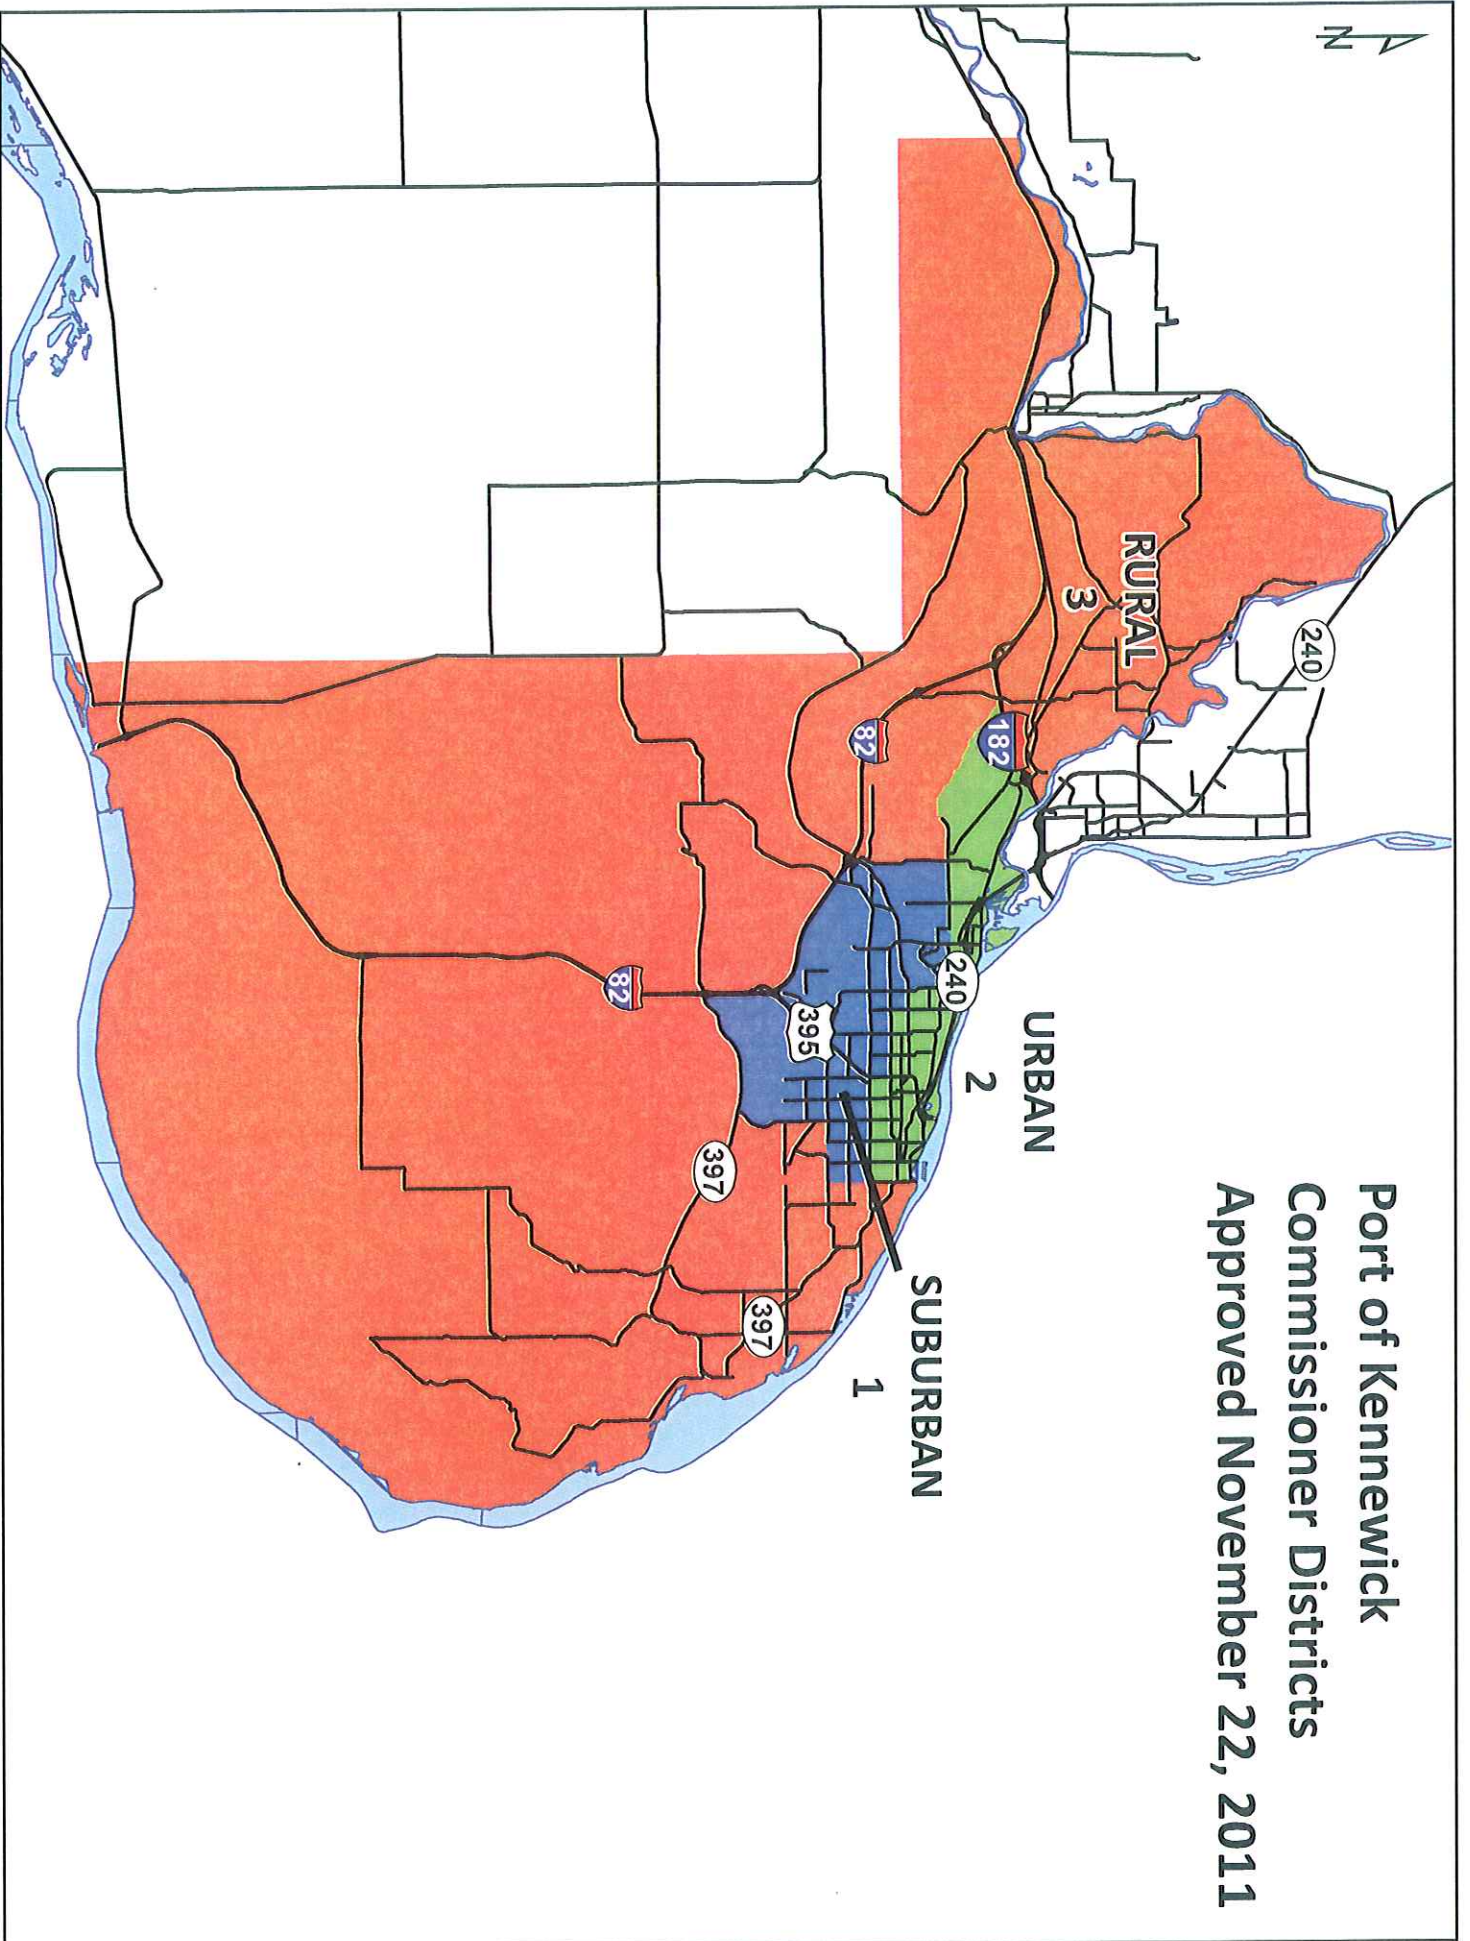 Port of Kennewick
Commissioner Districts
Approved November 22, 2011
N
240
RURAL
3
182
82
URBAN
2
240
395
SUBURBAN
1
82
397
397